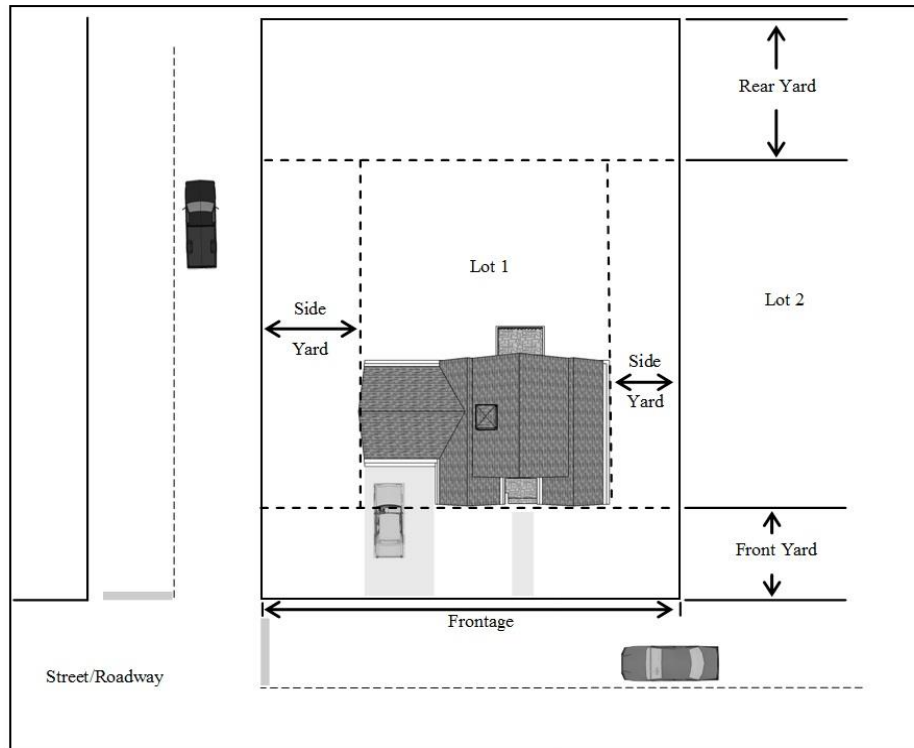 Rear Yard
Lot 1
Lot 2
Side
Yard
Side
Yard
Front Yard
Frontage
Street/Roadway